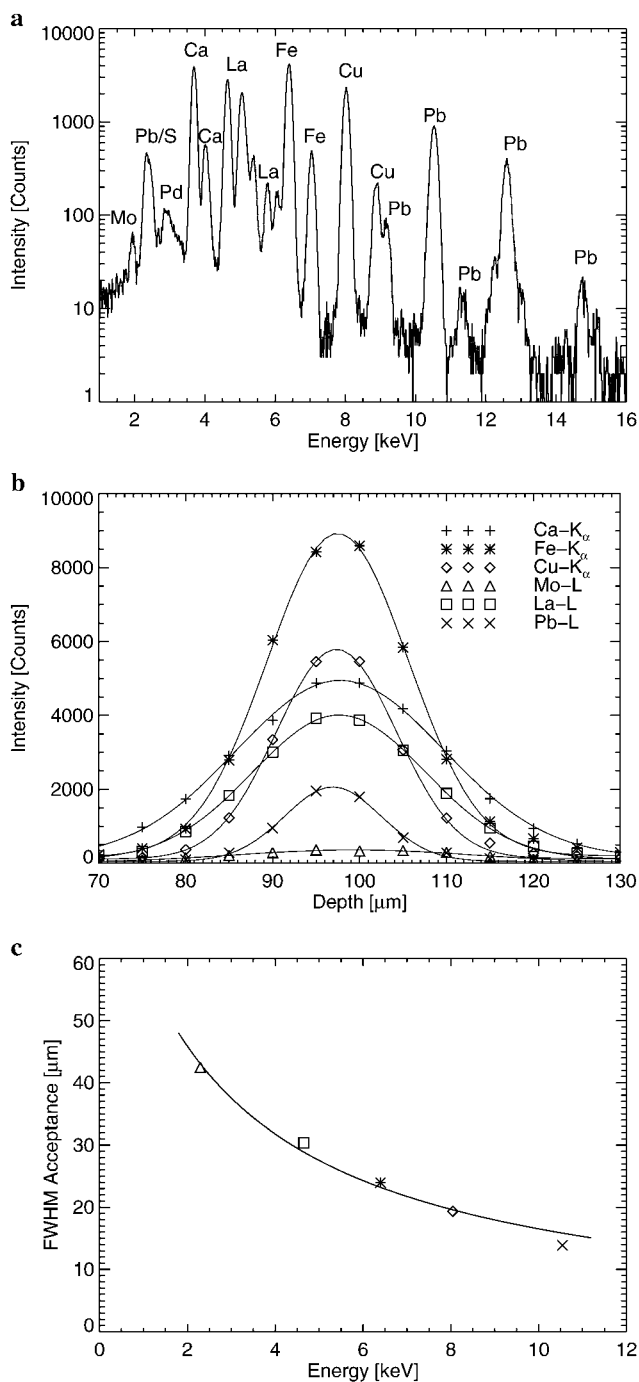 a
10000
1000
100
10
1
Intensity [Counts]
Mo
Pb/S
Pd
Ca
Ca
La
La
Fe
Fe
Cu
Cu
Pb
Pb
Pb
Pb
Pb
2 4 6 8 10 12 14 16
Energy [keV]
b
10000
8000
6000
4000
2000
0
Intensity [Counts]
Ca–Kα
Fe–Kα
Cu–Kα
Mo–L
La–L
Pb–L
70 80 90 100 110 120 130
Depth [μm]
c
60
50
40
30
20
10
0
FWHM Acceptance [μm]
0 2 4 6 8 10 12
Energy [keV]